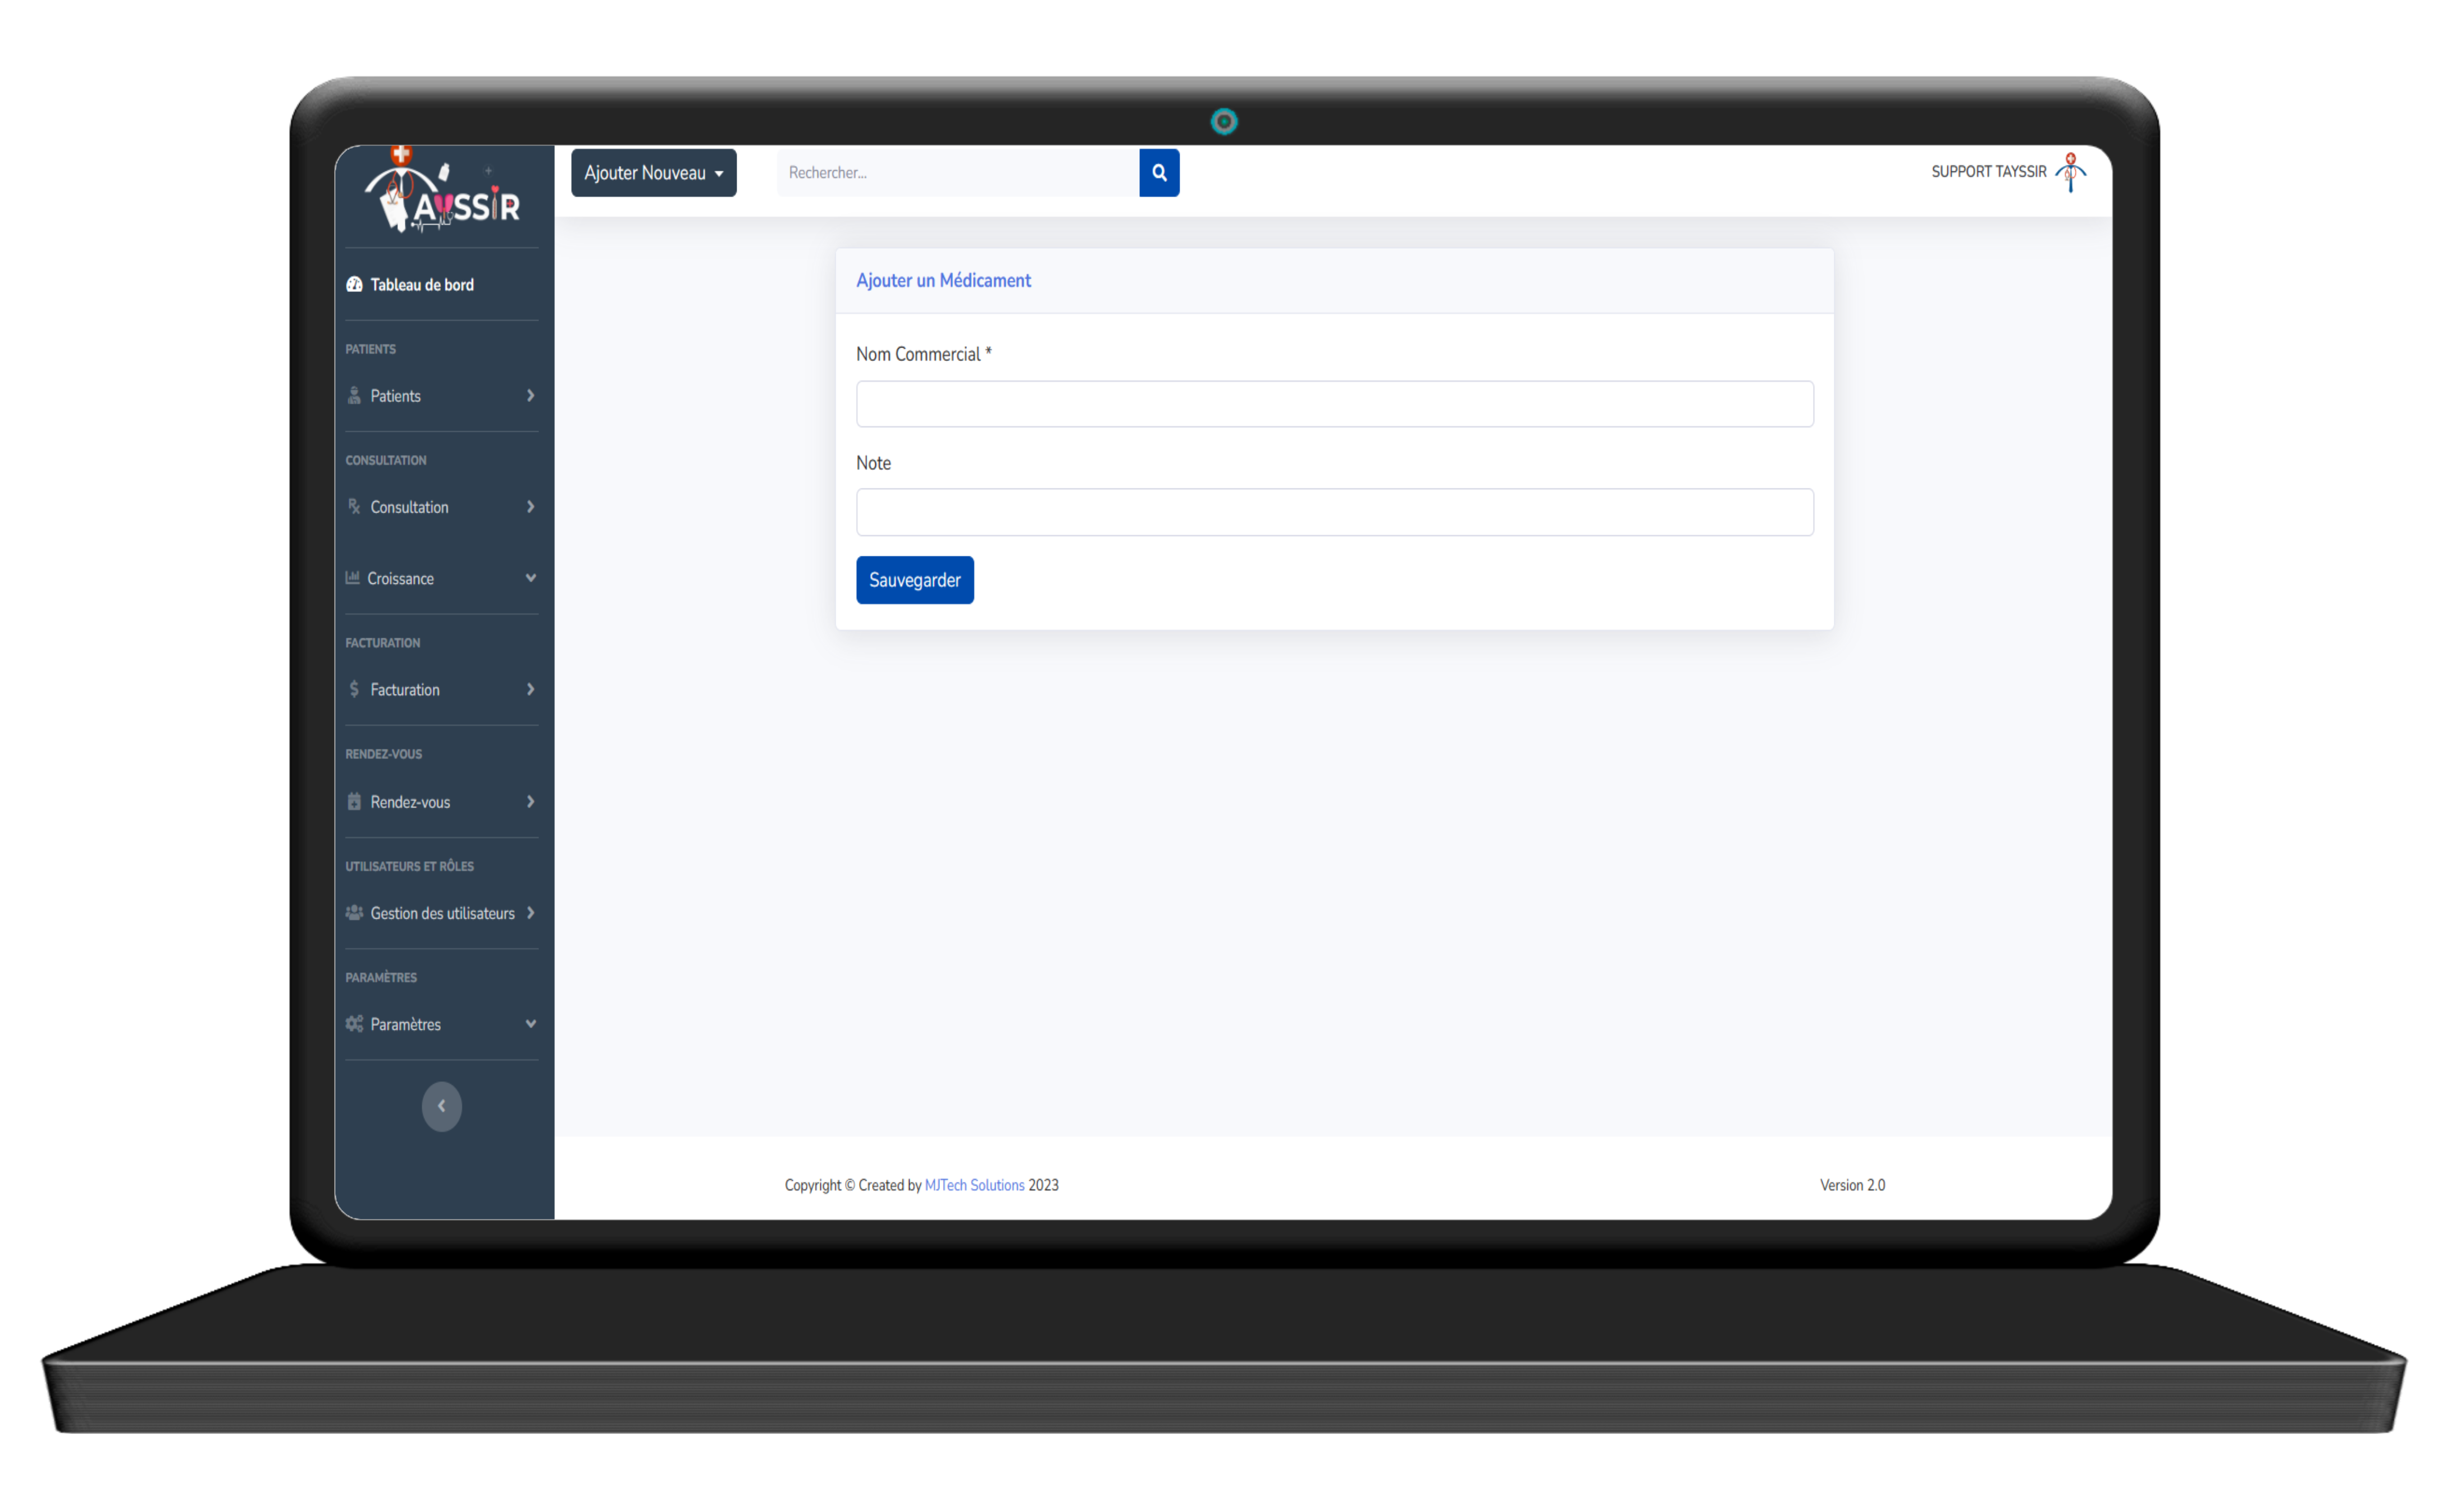 TAYSSIR
Ajouter Nouveau
Rechercher...
SUPPORT TAYSSIR
Tableau de bord
PATIENTS
Patients
CONSULTATION
Consultation
Croissance
FACTURATION
Facturation
RENDEZ-VOUS
Rendez-vous
UTILISATEURS ET RÔLES
Gestion des utilisateurs
PARAMÈTRES
Paramètres
Ajouter un Médicament
Nom Commercial *
Note
Sauvegarder
Copyright © Created by MJTech Solutions 2023
Version 2.0